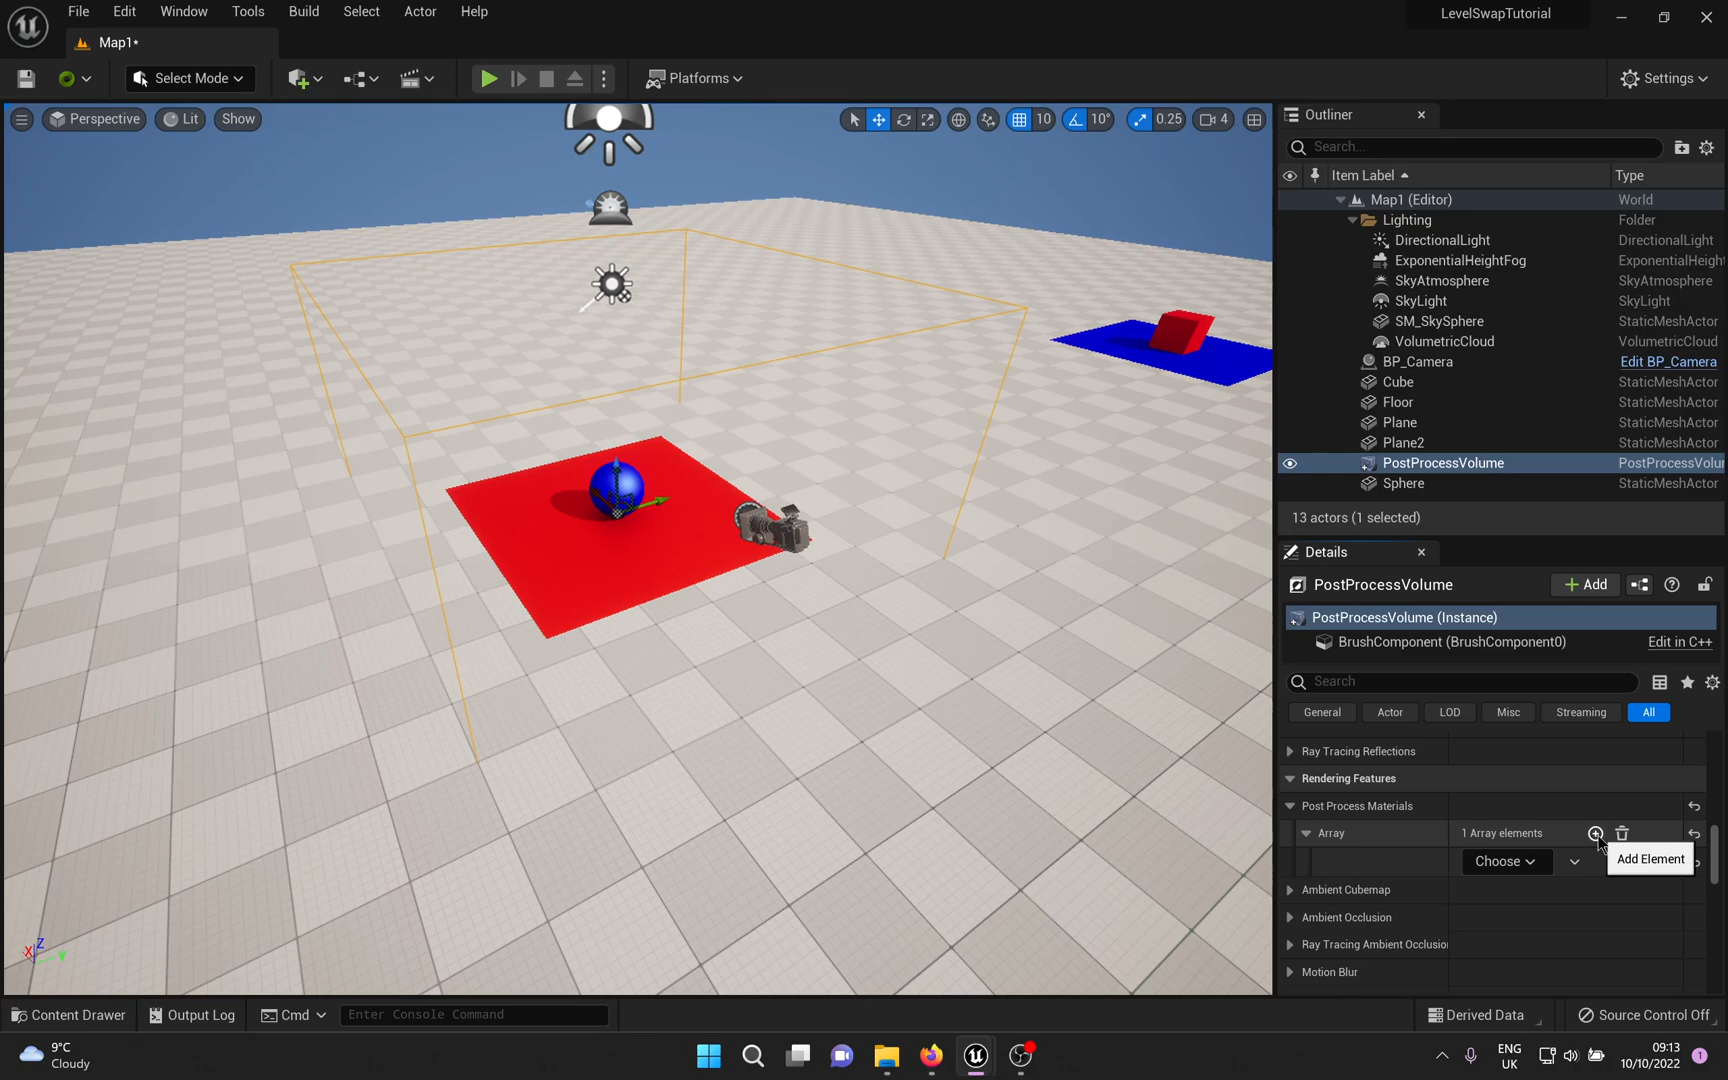 File Edit Window Tools Build Select Actor Help
LevelSwapTutorial
Map1*
Select Mode
Platforms
Settings
Perspective
Lit
Show
10
10°
0.25
4
Outliner
Search...
Item Label
Type
Map1 (Editor) World
Lighting Folder
DirectionalLight DirectionalLight
ExponentialHeightFog ExponentialHeight
SkyAtmosphere SkyAtmosphere
SkyLight SkyLight
SM_SkySphere StaticMeshActor
VolumetricCloud VolumetricCloud
BP_Camera Edit BP_Camera
Cube StaticMeshActor
Floor StaticMeshActor
Plane StaticMeshActor
Plane2 StaticMeshActor
PostProcessVolume PostProcessVolu
Sphere StaticMeshActor
13 actors (1 selected)
Details
PostProcessVolume
Add
PostProcessVolume (Instance)
BrushComponent (BrushComponent0) Edit in C++
Search
General Actor LOD Misc Streaming All
Ray Tracing Reflections
Rendering Features
Post Process Materials
Array 1 Array elements
Choose
Add Element
Ambient Cubemap
Ambient Occlusion
Ray Tracing Ambient Occlusion
Motion Blur
X Z Y
Content Drawer
Output Log
Cmd
Enter Console Command
Derived Data
Source Control Off
9°C
Cloudy
ENG
UK
09:13
10/10/2022
1